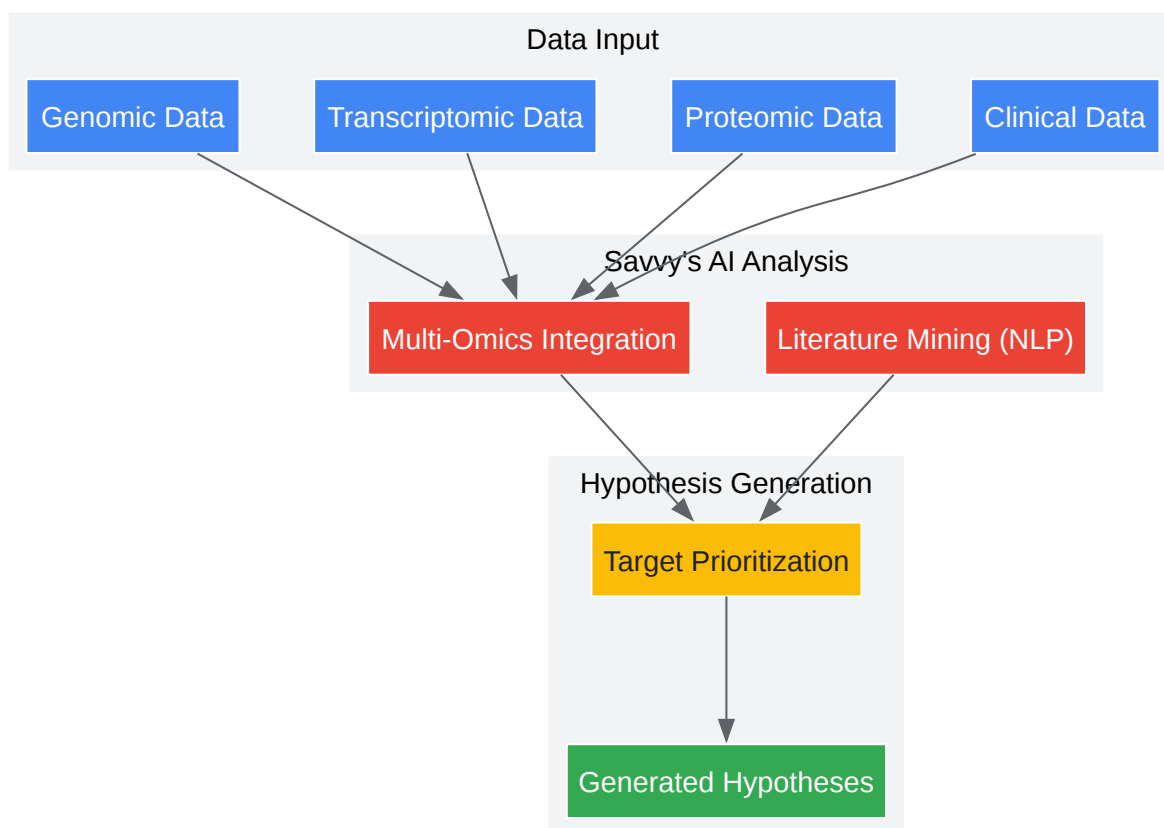 Data Input
Genomic Data
Transcriptomic Data
Proteomic Data
Clinical Data
Savvy's AI Analysis
Multi-Omics Integration
Literature Mining (NLP)
Hypothesis Generation
Target Prioritization
Generated Hypotheses